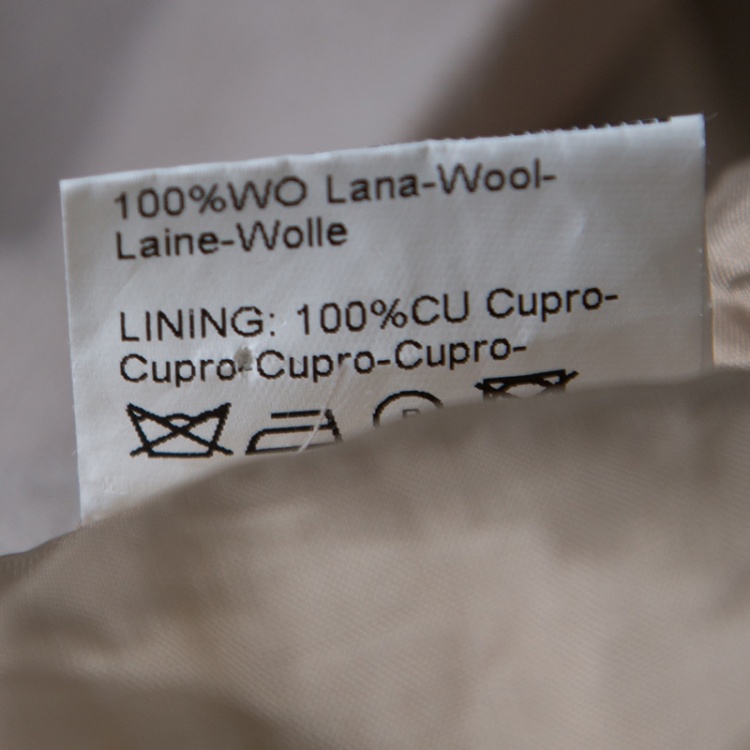 100%WO Lana-Wool-
Laine-Wolle
LINING: 100%CU Cupro-
Cupro-Cupro-Cupro-